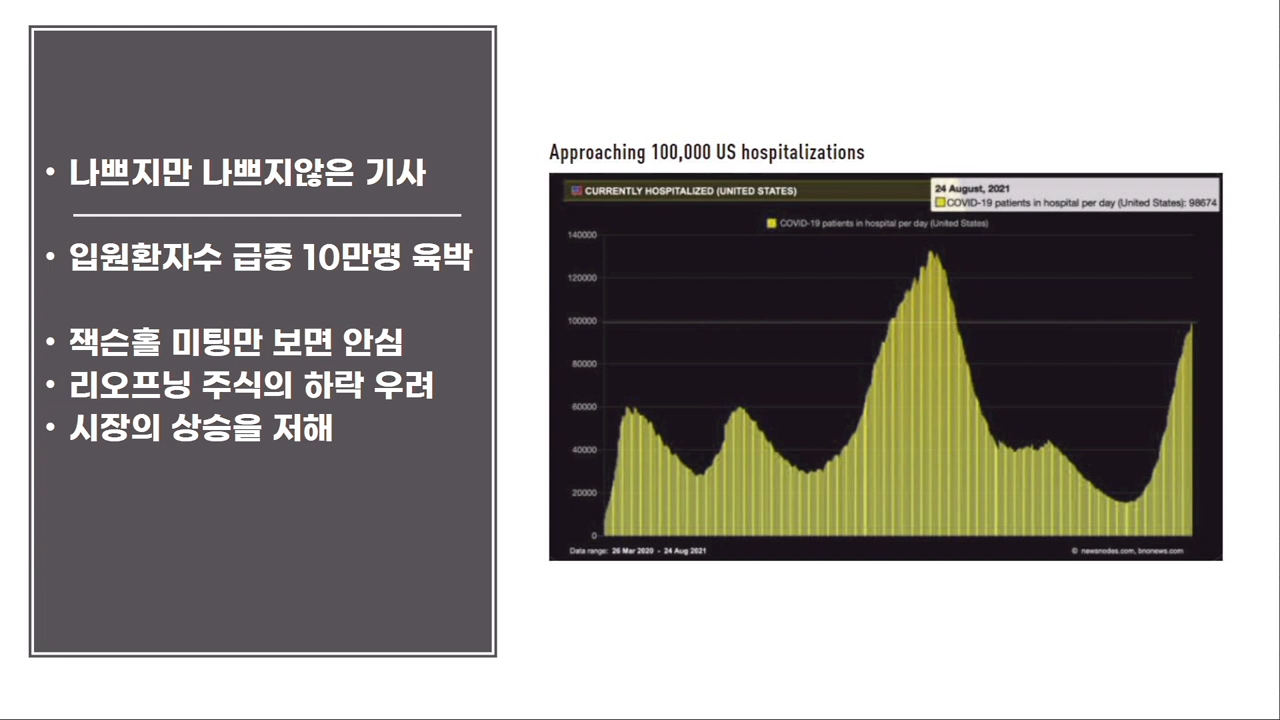 • 나쁘지만 나쁘지않은 기사
• 입원환자수 급증 10만명 육박
• 잭슨홀 미팅만 보면 안심
• 리오프닝 주식의 하락 우려
• 시장의 상승을 저해
Approaching 100,000 US hospitalizations
CURRENTLY HOSPITALIZED (UNITED STATES)
24 August, 2021
COVID-19 patients in hospital per day (United States): 98674
COVID-19 patients in hospital per day (United States)
140000
120000
100000
80000
60000
40000
20000
0
Data range: 26 Mar 2020 - 24 Aug 2021
© newsnodes.com, bnonews.com